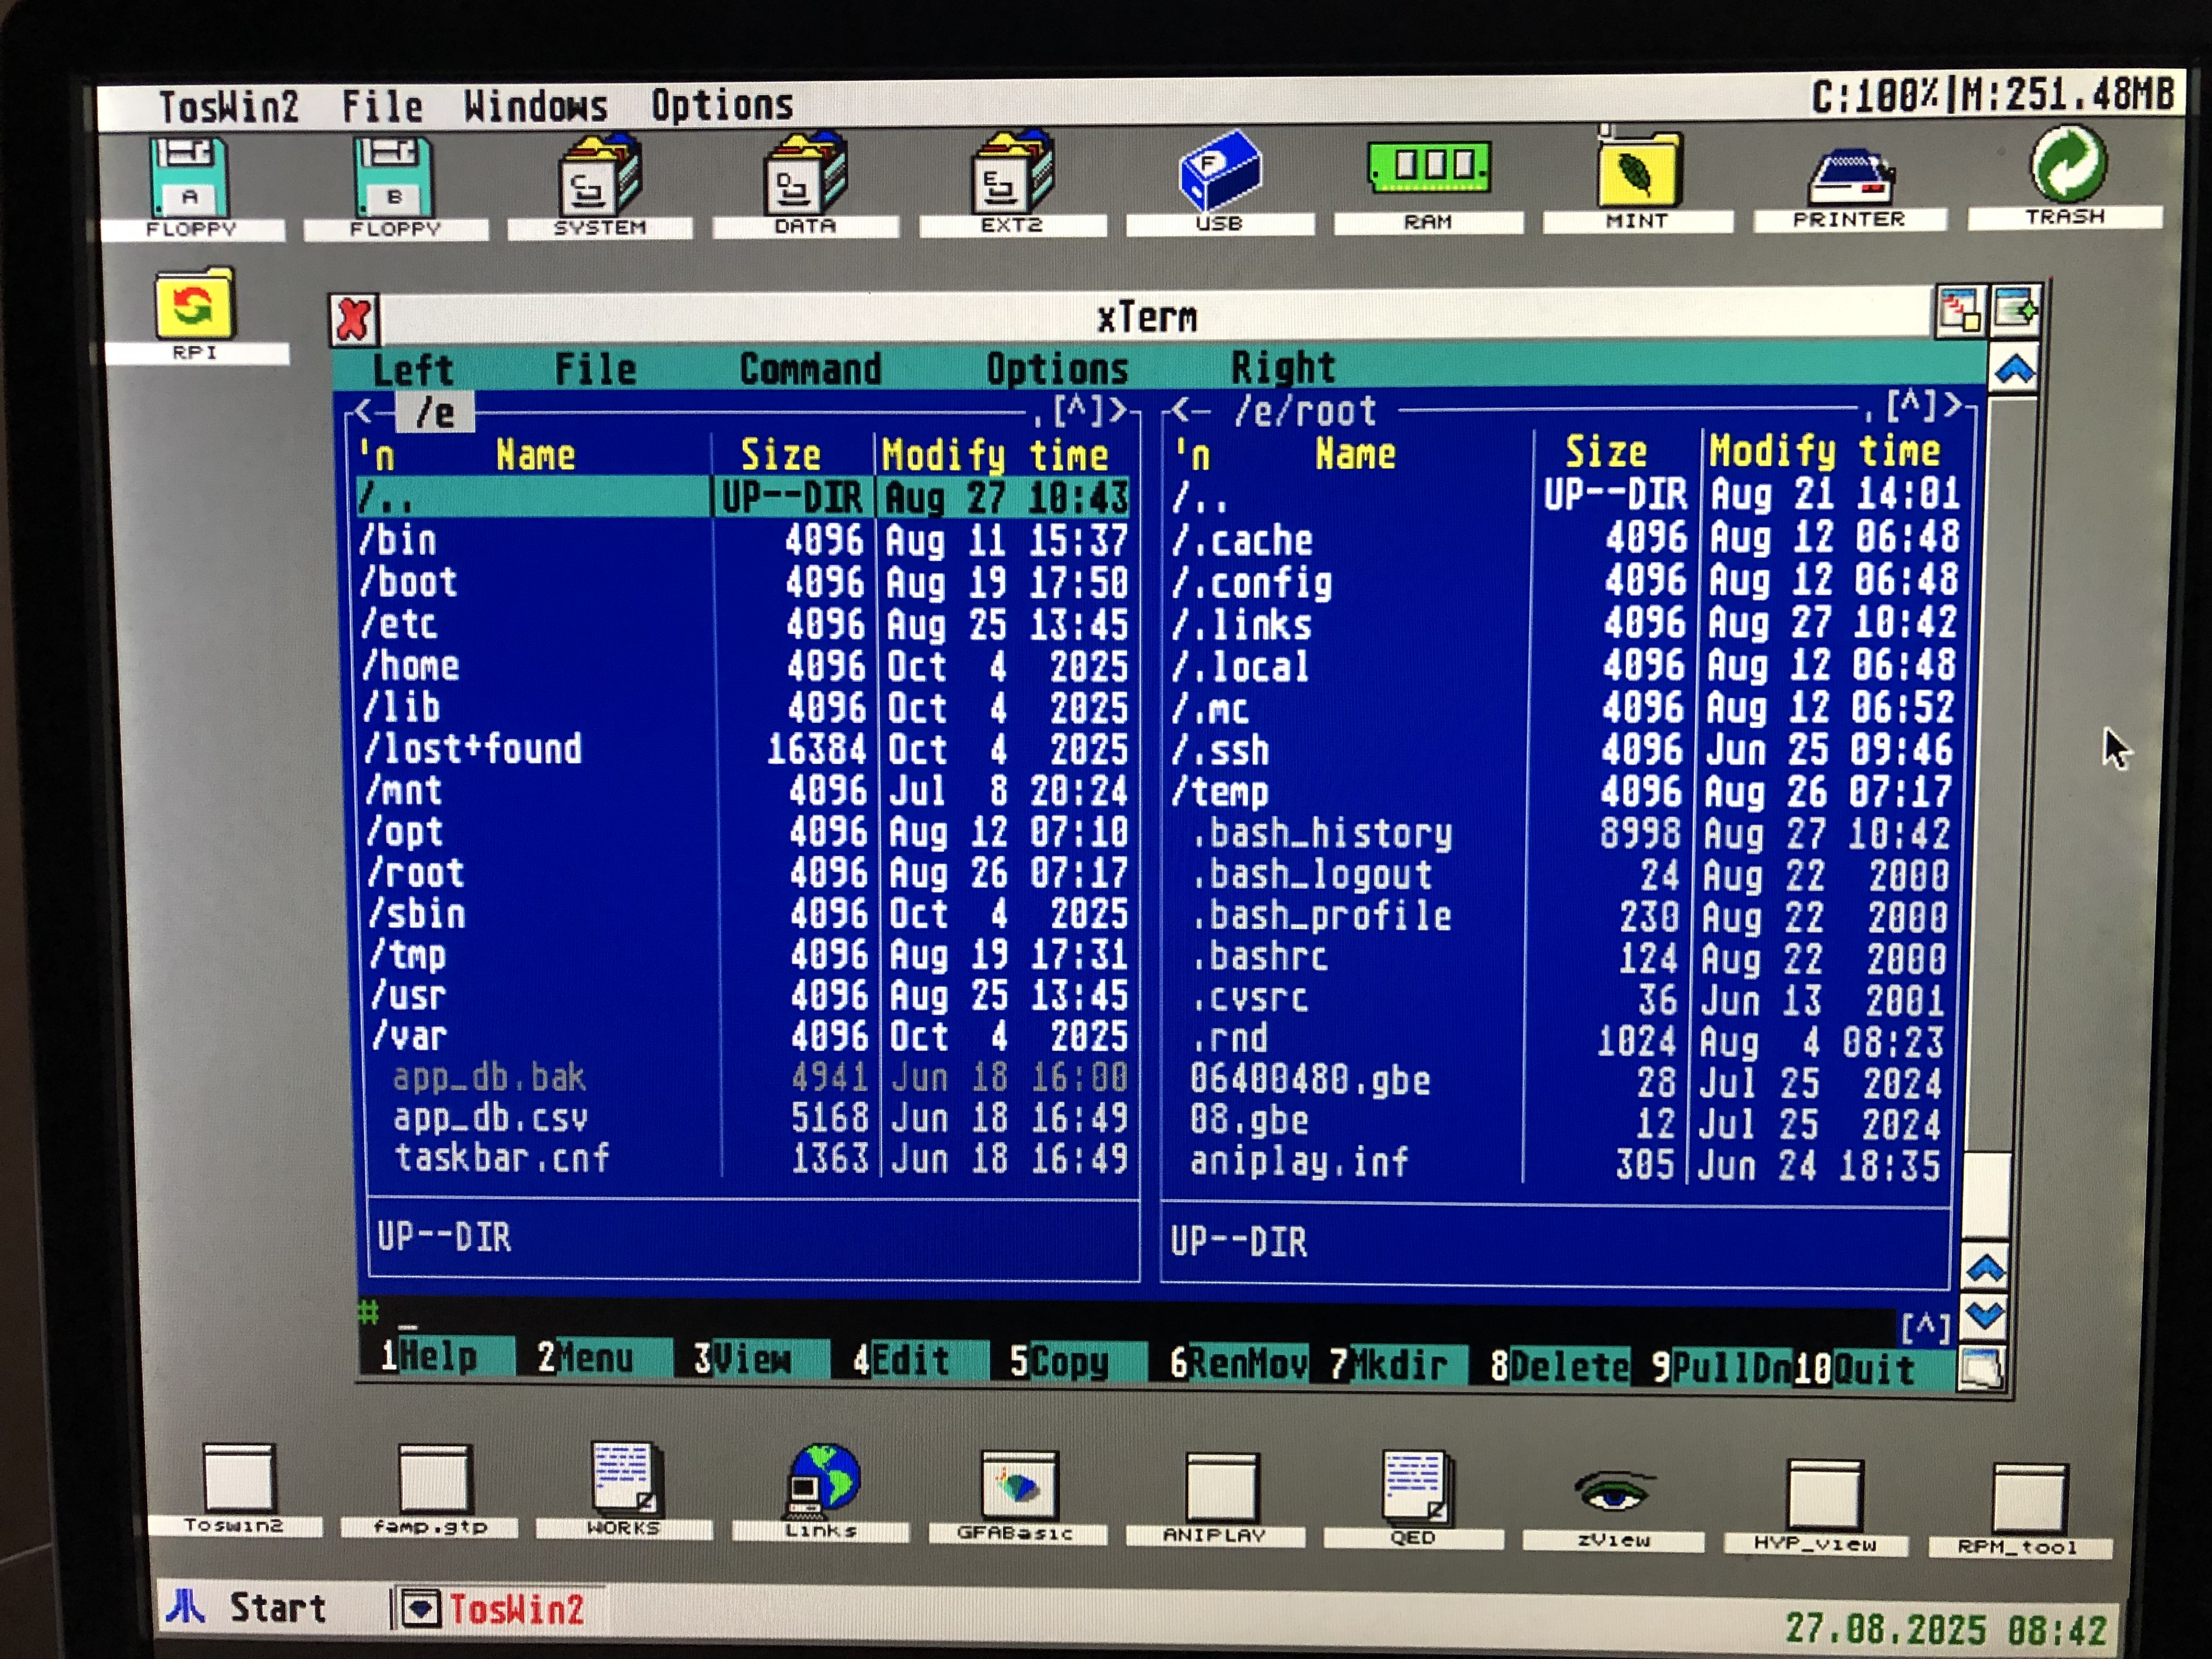 TosWin2 File Windows Options C:100%|M:251.48MB
A B C D E F
FLOPPY FLOPPY SYSTEM DATA EXT2 USB RAM MINT PRINTER TRASH
RPI
xTerm
Left File Command Options Right
<- /e .[^]> <- /e/root .[^]>
'n Name Size Modify time 'n Name Size Modify time
/.. UP--DIR Aug 27 10:43 /.. UP--DIR Aug 21 14:01
/bin 4096 Aug 11 15:37 /.cache 4096 Aug 12 06:48
/boot 4096 Aug 19 17:50 /.config 4096 Aug 12 06:48
/etc 4096 Aug 25 13:45 /.links 4096 Aug 27 10:42
/home 4096 Oct 4 2025 /.local 4096 Aug 12 06:48
/lib 4096 Oct 4 2025 /.mc 4096 Aug 12 06:52
/lost+found 16384 Oct 4 2025 /.ssh 4096 Jun 25 09:46
/mnt 4096 Jul 8 20:24 /temp 4096 Aug 26 07:17
/opt 4096 Aug 12 07:10 .bash_history 8998 Aug 27 10:42
/root 4096 Aug 26 07:17 .bash_logout 24 Aug 22 2000
/sbin 4096 Oct 4 2025 .bash_profile 230 Aug 22 2000
/tmp 4096 Aug 19 17:31 .bashrc 124 Aug 22 2000
/usr 4096 Aug 25 13:45 .cvsrc 36 Jun 13 2001
/var 4096 Oct 4 2025 .rnd 1024 Aug 4 08:23
app_db.bak 4941 Jun 18 16:00 06400480.gbe 28 Jul 25 2024
app_db.csv 5168 Jun 18 16:49 08.gbe 12 Jul 25 2024
taskbar.cnf 1363 Jun 18 16:49 aniplay.inf 305 Jun 24 18:35
UP--DIR UP--DIR
# _ [^]
1Help 2Menu 3View 4Edit 5Copy 6RenMov 7Mkdir 8Delete 9PullDn 10Quit
Toswin2 famp.gtp WORKS Links GFABasic ANIPLAY QED zView HYP_view RPM_tool
Start TosWin2 27.08.2025 08:42